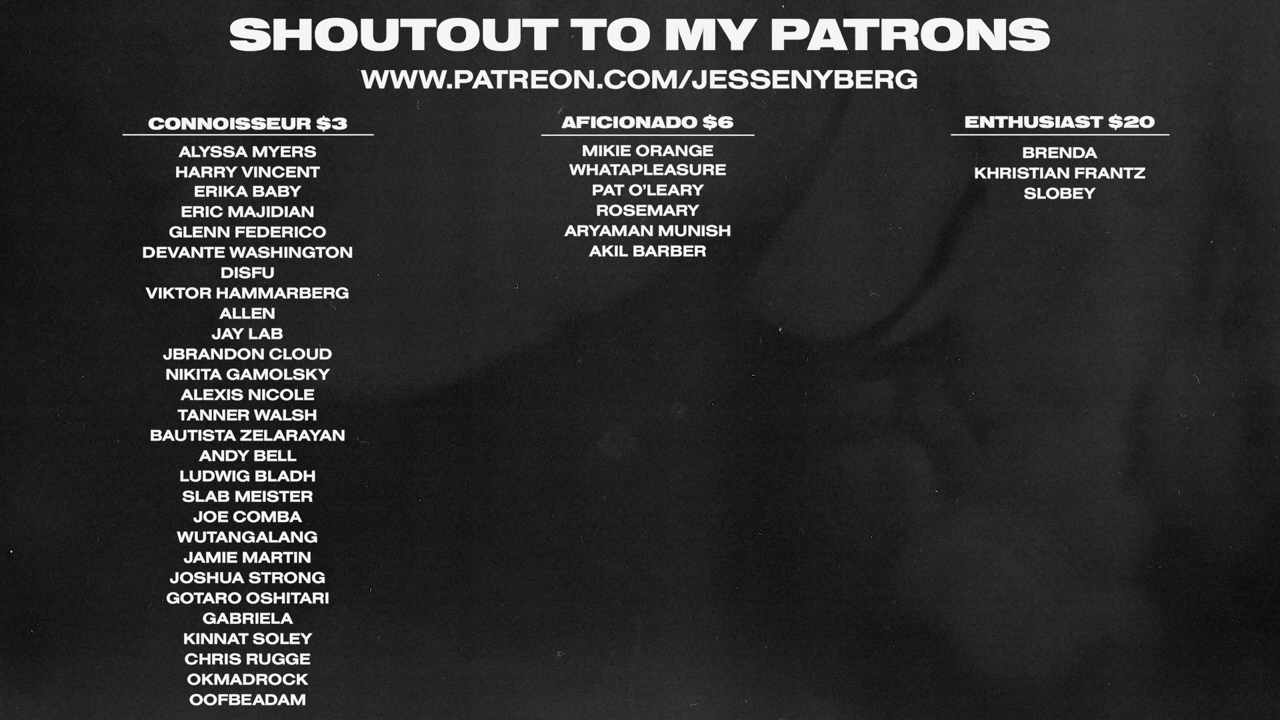 SHOUTOUT TO MY PATRONS
WWW.PATREON.COM/JESSENYBERG
CONNOISSEUR $3
ALYSSA MYERS
HARRY VINCENT
ERIKA BABY
ERIC MAJIDIAN
GLENN FEDERICO
DEVANTE WASHINGTON
DISFU
VIKTOR HAMMARBERG
ALLEN
JAY LAB
JBRANDON CLOUD
NIKITA GAMOLSKY
ALEXIS NICOLE
TANNER WALSH
BAUTISTA ZELARAYAN
ANDY BELL
LUDWIG BLADH
SLAB MEISTER
JOE COMBA
WUTANGALANG
JAMIE MARTIN
JOSHUA STRONG
GOTARO OSHITARI
GABRIELA
KINNAT SOLEY
CHRIS RUGGE
OKMADROCK
OOFBEADAM
AFICIONADO $6
MIKIE ORANGE
WHATAPLEASURE
PAT O'LEARY
ROSEMARY
ARYAMAN MUNISH
AKIL BARBER
ENTHUSIAST $20
BRENDA
KHRISTIAN FRANTZ
SLOBEY